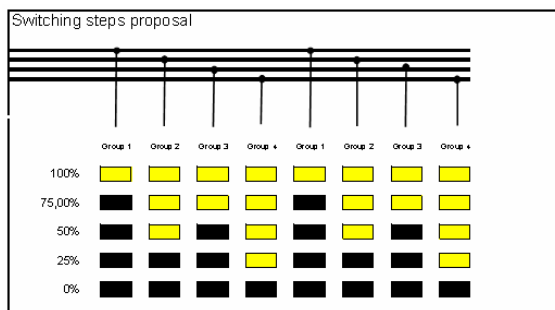 Switching steps proposal
Group 1 Group 2 Group 3 Group 4 Group 1 Group 2 Group 3 Group 4
100%
75,00%
50%
25%
0%